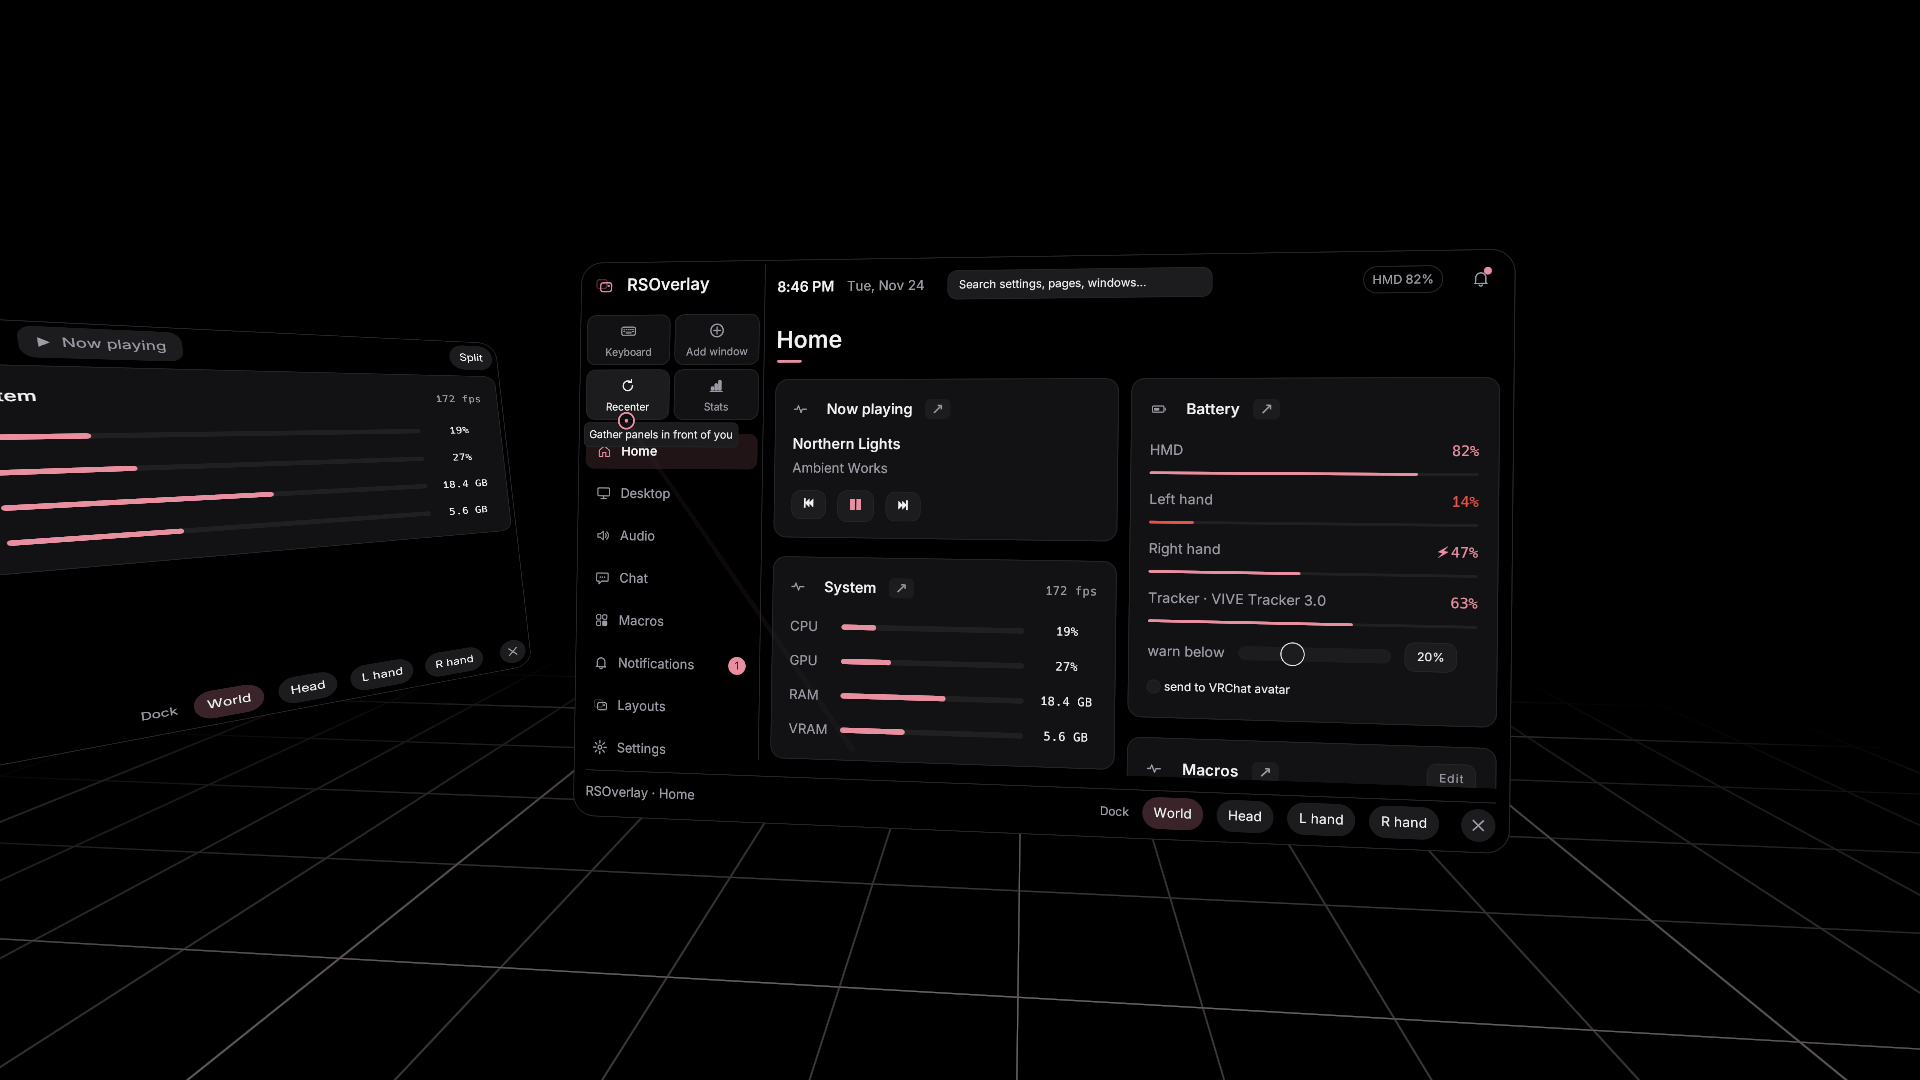 Now playing
Split
tem
172 fps
19%
27%
18.4 GB
5.6 GB
Dock
World
Head
L hand
R hand
RSOverlay
Keyboard
Add window
Recenter
Stats
Gather panels in front of you
Home
Desktop
Audio
Chat
Macros
Notifications
1
Layouts
Settings
8:46 PM
Tue, Nov 24
Search settings, pages, windows...
HMD 82%
Home
Now playing
Northern Lights
Ambient Works
System
172 fps
CPU
19%
GPU
27%
RAM
18.4 GB
VRAM
5.6 GB
Battery
HMD
82%
Left hand
14%
Right hand
47%
Tracker · VIVE Tracker 3.0
63%
warn below
20%
send to VRChat avatar
Macros
Edit
RSOverlay · Home
Dock
World
Head
L hand
R hand